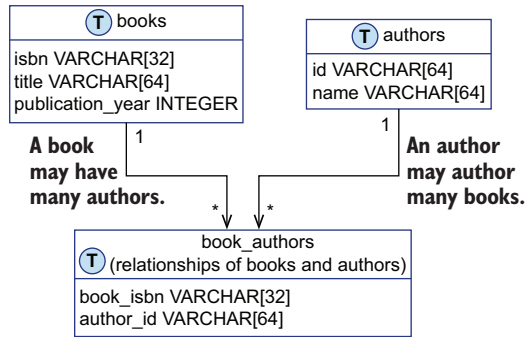 T books
isbn VARCHAR[32]
title VARCHAR[64]
publication_year INTEGER
T authors
id VARCHAR[64]
name VARCHAR[64]
1
A book
may have
many authors.
*
1
An author
may author
many books.
*
book_authors
T (relationships of books and authors)
book_isbn VARCHAR[32]
author_id VARCHAR[64]